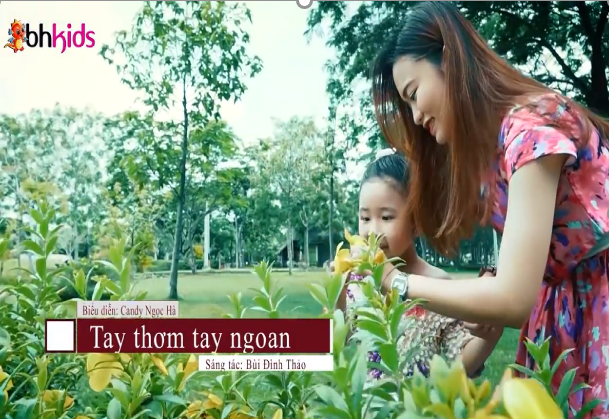 bhkids
Biểu diễn: Candy Ngọc Hà
Tay thơm tay ngoan
Sáng tác: Bùi Đình Thảo